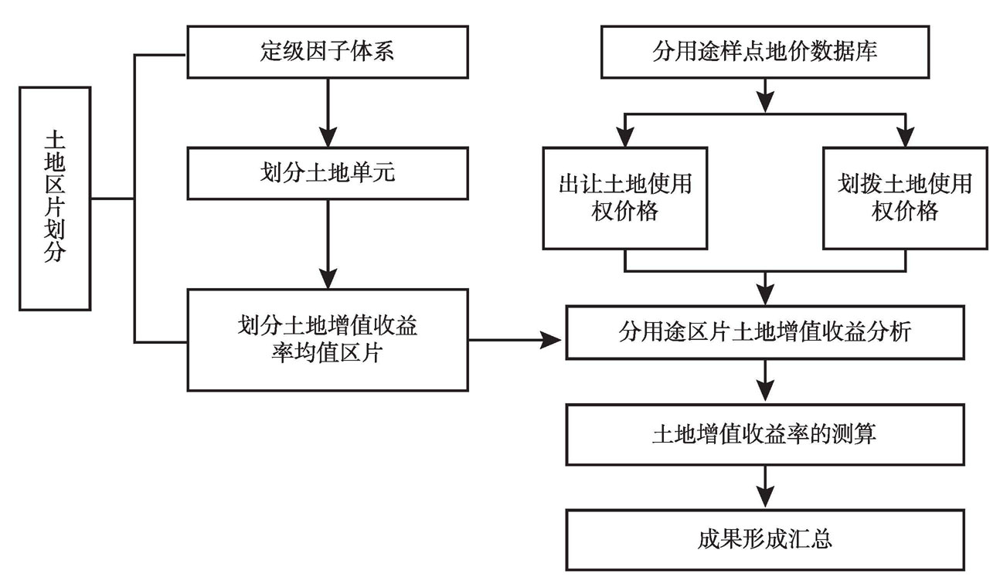 土地区片划分
定级因子体系
划分土地单元
划分土地增值收益
率均值区片
分用途样点地价数据库
出让土地使用
权价格
划拨土地使用
权价格
分用途区片土地增值收益分析
土地增值收益率的测算
成果形成汇总